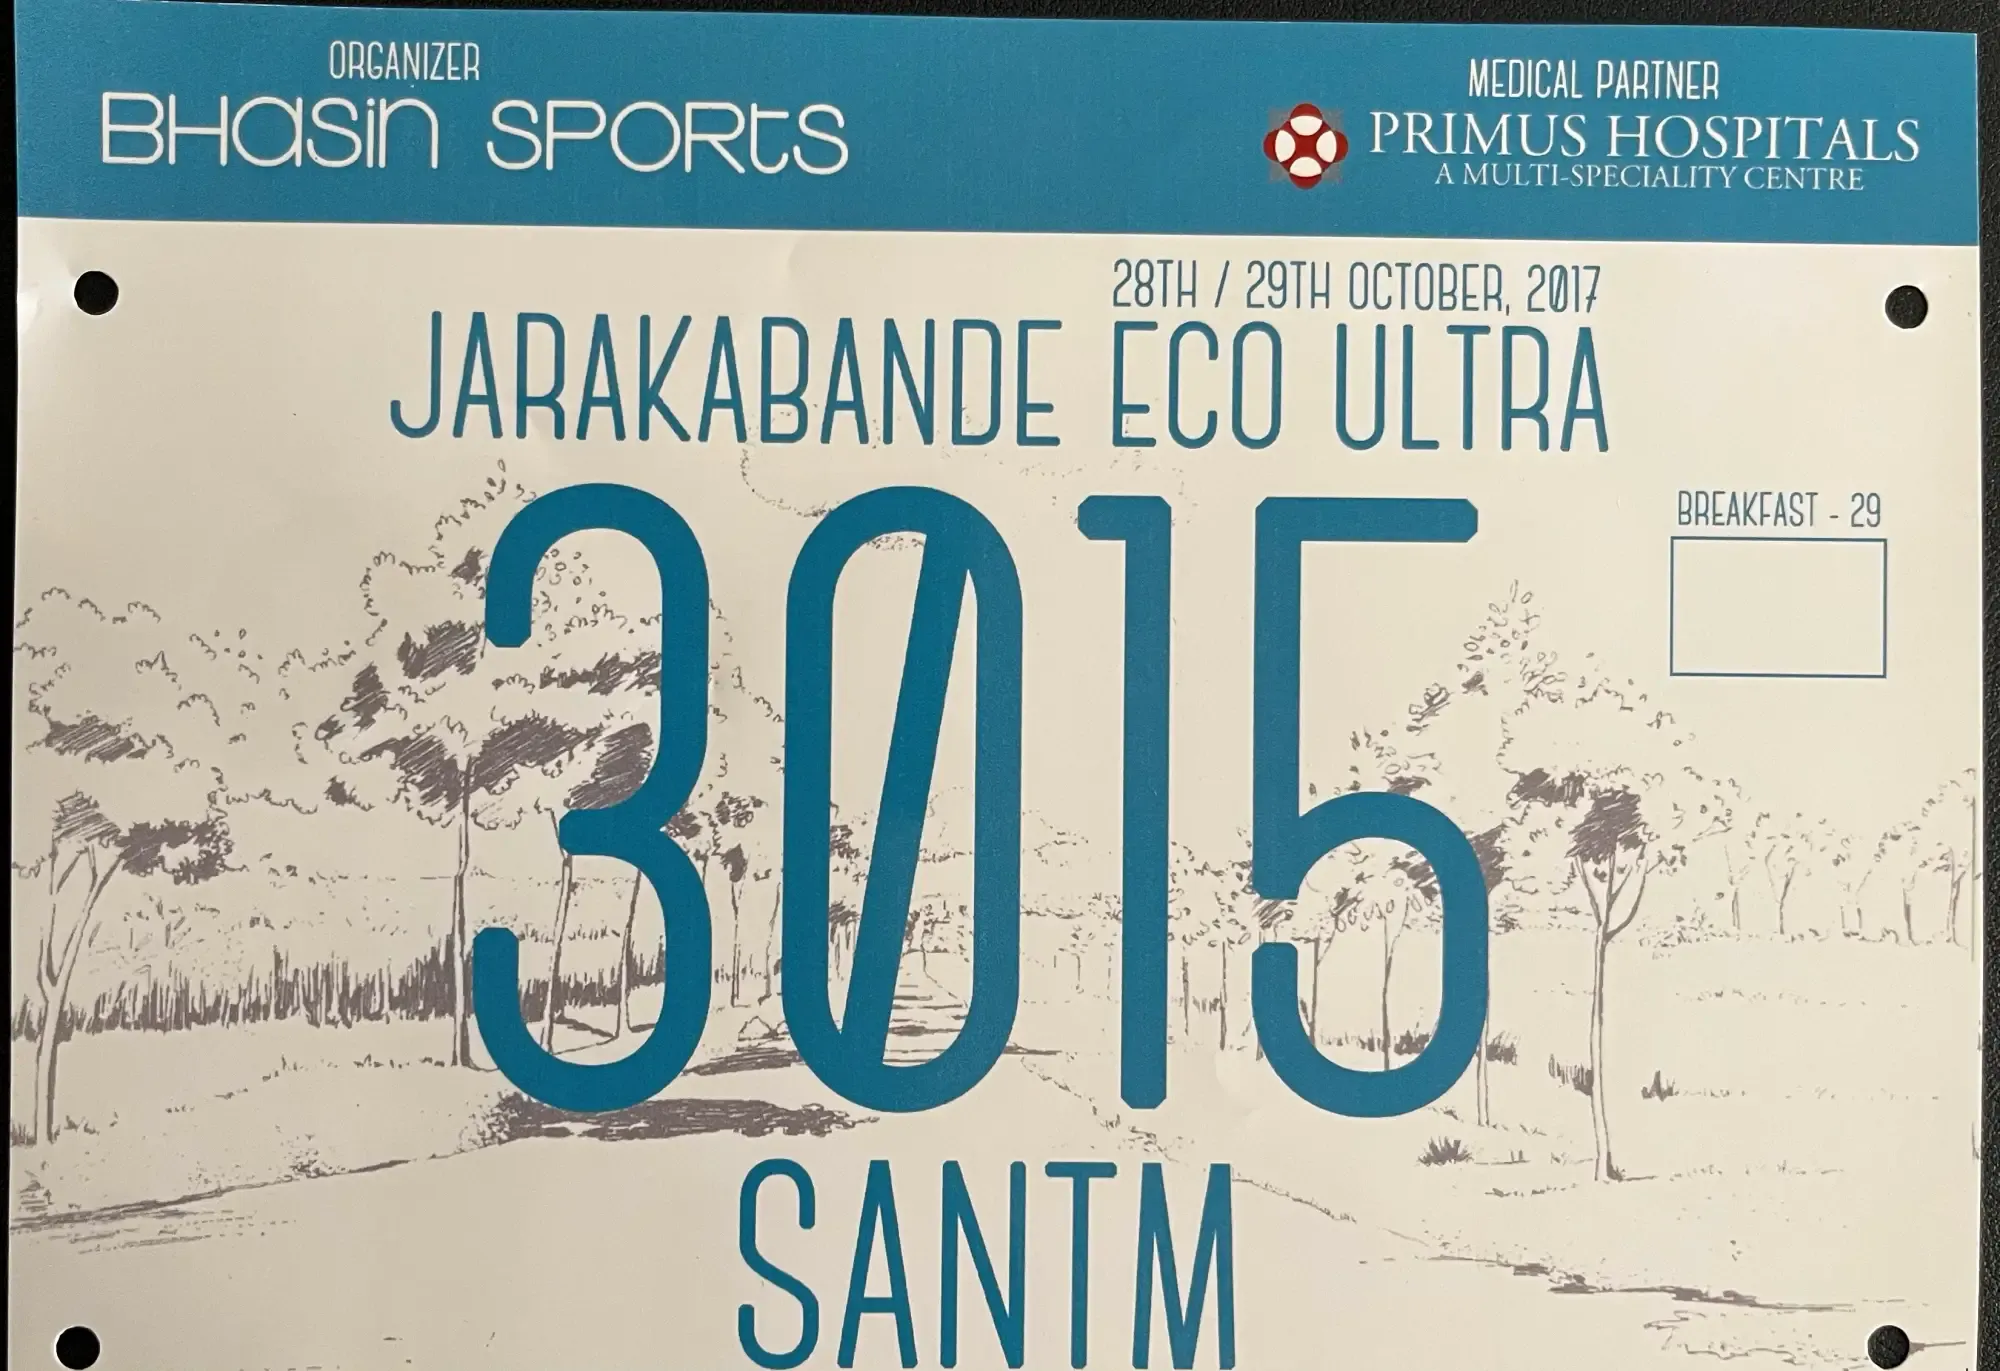 ORGANIZER
BHASIN SPORTS
MEDICAL PARTNER
PRIMUS HOSPITALS
A MULTI-SPECIALITY CENTRE
28TH / 29TH OCTOBER, 2017
JARAKABANDE ECO ULTRA
3015
BREAKFAST - 29
SANTM